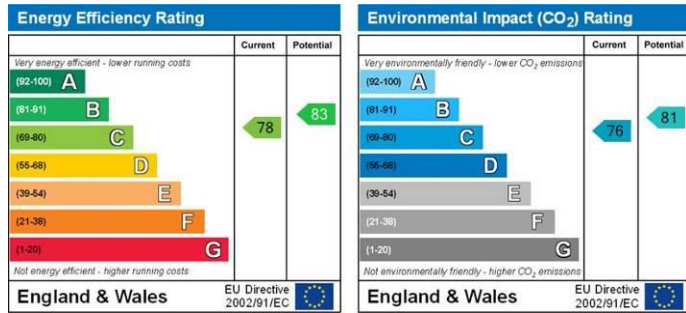 Energy Efficiency Rating
Current Potential
Very energy efficient - lower running costs
(92-100) A
(81-91) B
(69-80) C
(55-68) D
(39-54) E
(21-38) F
(1-20) G
78
83
Not energy efficient - higher running costs
England & Wales
EU Directive
2002/91/EC
Environmental Impact (CO2) Rating
Current Potential
Very environmentally friendly - lower CO2 emissions
(92-100) A
(81-91) B
(69-80) C
(55-68) D
(39-54) E
(21-38) F
(1-20) G
76
81
Not environmentally friendly - higher CO2 emissions
England & Wales
EU Directive
2002/91/EC